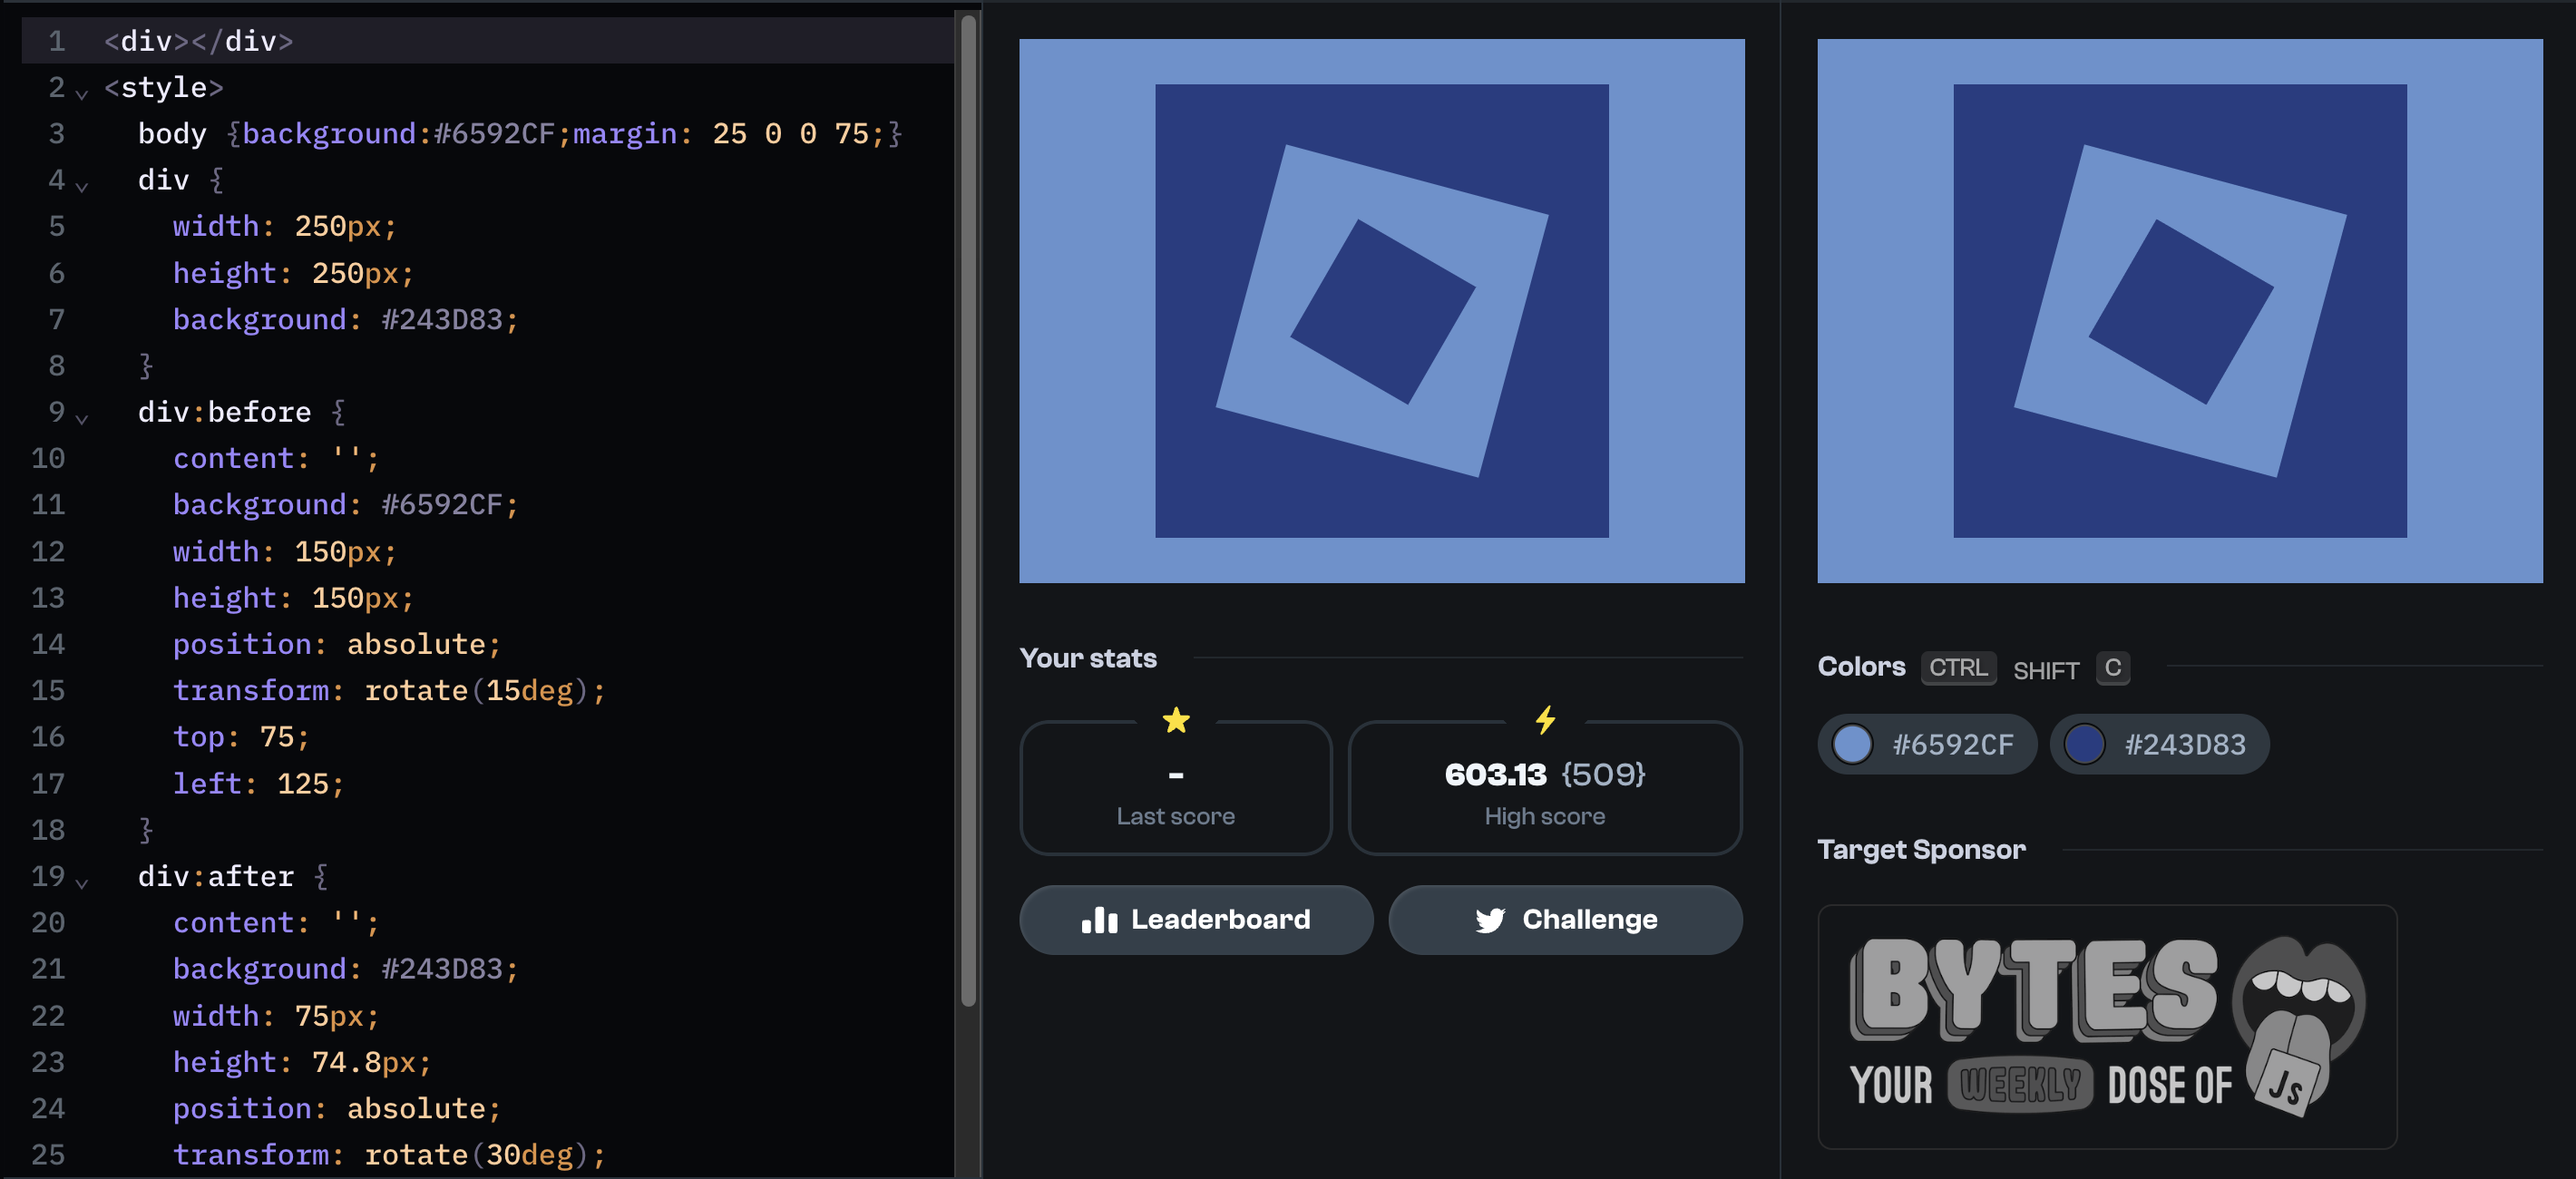 1 <div></div>
2 <style>
3 body {background:#6592CF;margin: 25 0 0 75;}
4 div {
5 width: 250px;
6 height: 250px;
7 background: #243D83;
8 }
9 div:before {
10 content: '';
11 background: #6592CF;
12 width: 150px;
13 height: 150px;
14 position: absolute;
15 transform: rotate(15deg);
16 top: 75;
17 left: 125;
18 }
19 div:after {
20 content: '';
21 background: #243D83;
22 width: 75px;
23 height: 74.8px;
24 position: absolute;
25 transform: rotate(30deg);
Your stats
-
Last score
603.13 {509}
High score
Leaderboard
Challenge
Colors CTRL SHIFT C
#6592CF
#243D83
Target Sponsor
BYTES
YOUR WEEKLY DOSE OF JS